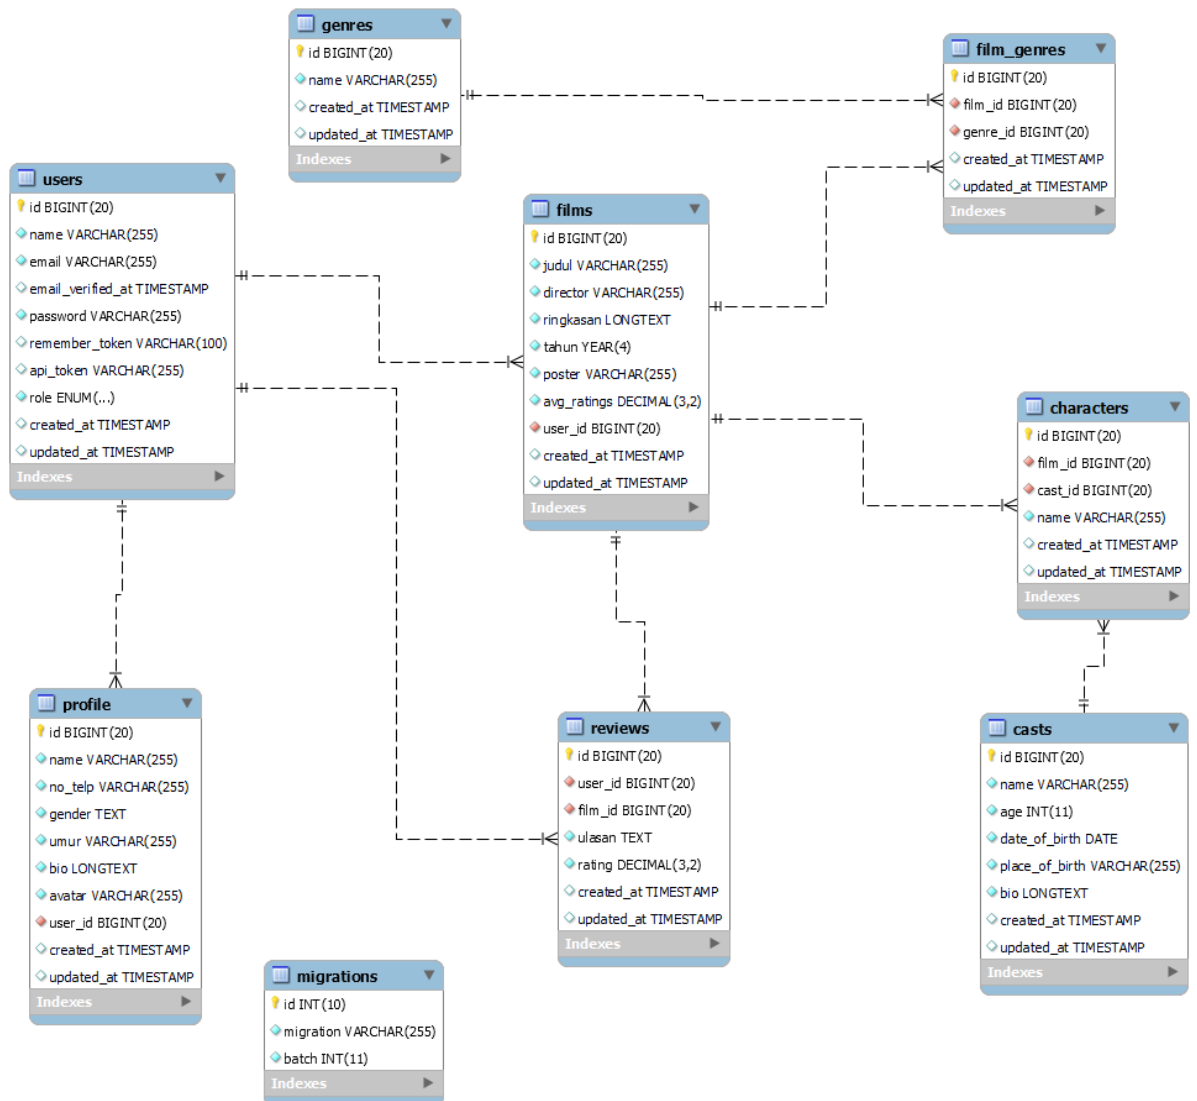 genres
id BIGINT(20)
name VARCHAR(255)
created_at TIMESTAMP
updated_at TIMESTAMP
Indexes
film_genres
id BIGINT(20)
film_id BIGINT(20)
genre_id BIGINT(20)
created_at TIMESTAMP
updated_at TIMESTAMP
Indexes
users
id BIGINT(20)
name VARCHAR(255)
email VARCHAR(255)
email_verified_at TIMESTAMP
password VARCHAR(255)
remember_token VARCHAR(100)
api_token VARCHAR(255)
role ENUM(...)
created_at TIMESTAMP
updated_at TIMESTAMP
Indexes
films
id BIGINT(20)
judul VARCHAR(255)
director VARCHAR(255)
ringkasan LONGTEXT
tahun YEAR(4)
poster VARCHAR(255)
avg_ratings DECIMAL(3,2)
user_id BIGINT(20)
created_at TIMESTAMP
updated_at TIMESTAMP
Indexes
characters
id BIGINT(20)
film_id BIGINT(20)
cast_id BIGINT(20)
name VARCHAR(255)
created_at TIMESTAMP
updated_at TIMESTAMP
Indexes
profile
id BIGINT(20)
name VARCHAR(255)
no_telp VARCHAR(255)
gender TEXT
umur VARCHAR(255)
bio LONGTEXT
avatar VARCHAR(255)
user_id BIGINT(20)
created_at TIMESTAMP
updated_at TIMESTAMP
Indexes
reviews
id BIGINT(20)
user_id BIGINT(20)
film_id BIGINT(20)
ulasan TEXT
rating DECIMAL(3,2)
created_at TIMESTAMP
updated_at TIMESTAMP
Indexes
casts
id BIGINT(20)
name VARCHAR(255)
age INT(11)
date_of_birth DATE
place_of_birth VARCHAR(255)
bio LONGTEXT
created_at TIMESTAMP
updated_at TIMESTAMP
Indexes
migrations
id INT(10)
migration VARCHAR(255)
batch INT(11)
Indexes